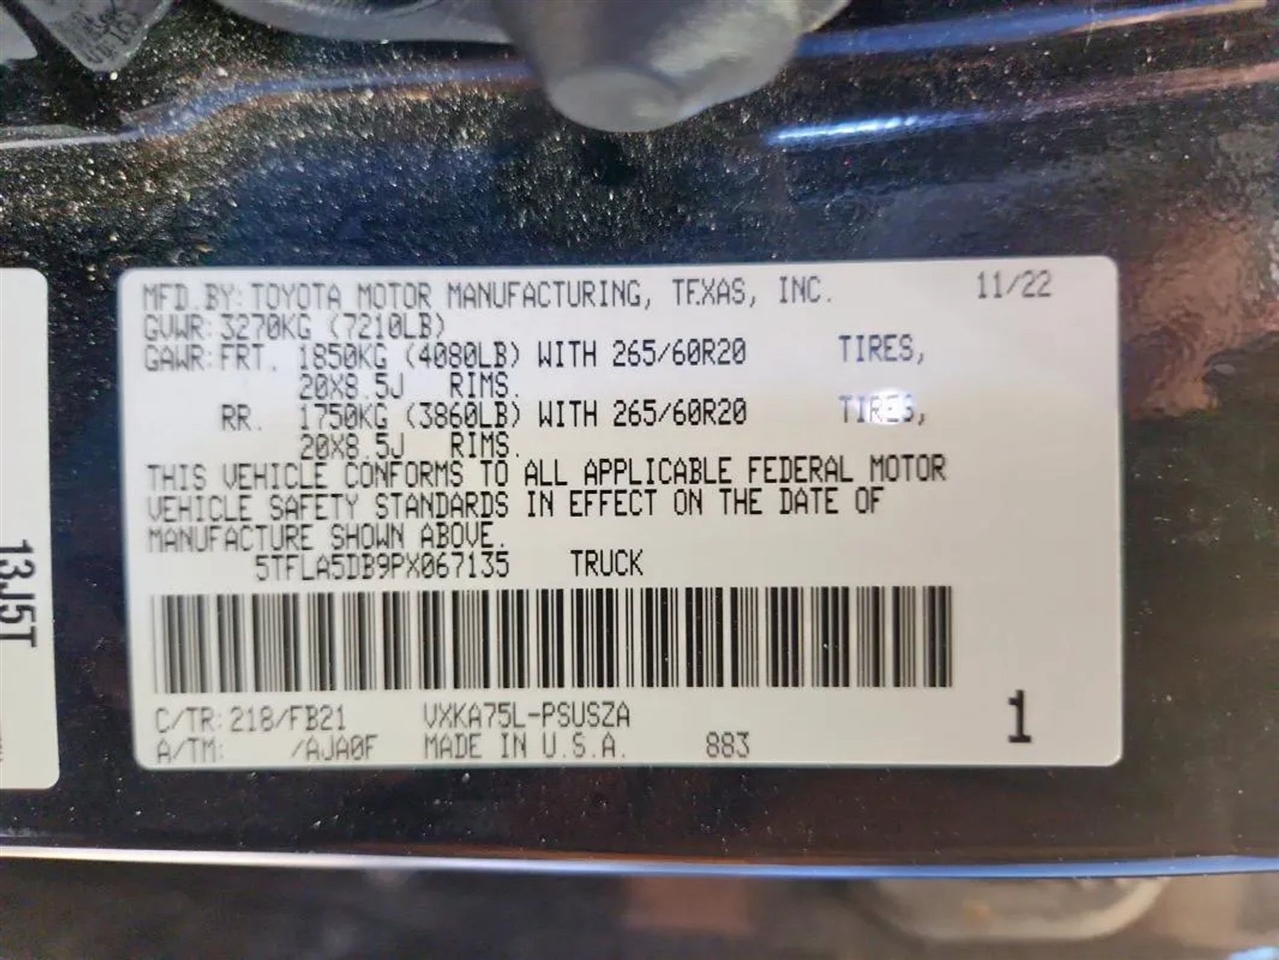 MFD.BY: TOYOTA MOTOR MANUFACTURING, TEXAS, INC. 11/22
GVWR: 3270KG (7210LB)
GAWR: FRT. 1850KG (4080LB) WITH 265/60R20 TIRES,
20X8.5J RIMS.
RR. 1750KG (3860LB) WITH 265/60R20 TIRES,
20X8.5J RIMS.
THIS VEHICLE CONFORMS TO ALL APPLICABLE FEDERAL MOTOR
VEHICLE SAFETY STANDARDS IN EFFECT ON THE DATE OF
MANUFACTURE SHOWN ABOVE.
5TFLA5DB9PX067135 TRUCK
C/TR: 218/FB21 VXKA75L-PSUSZA
A/TM: /AJA0F MADE IN U.S.A. 883
1
13J5T